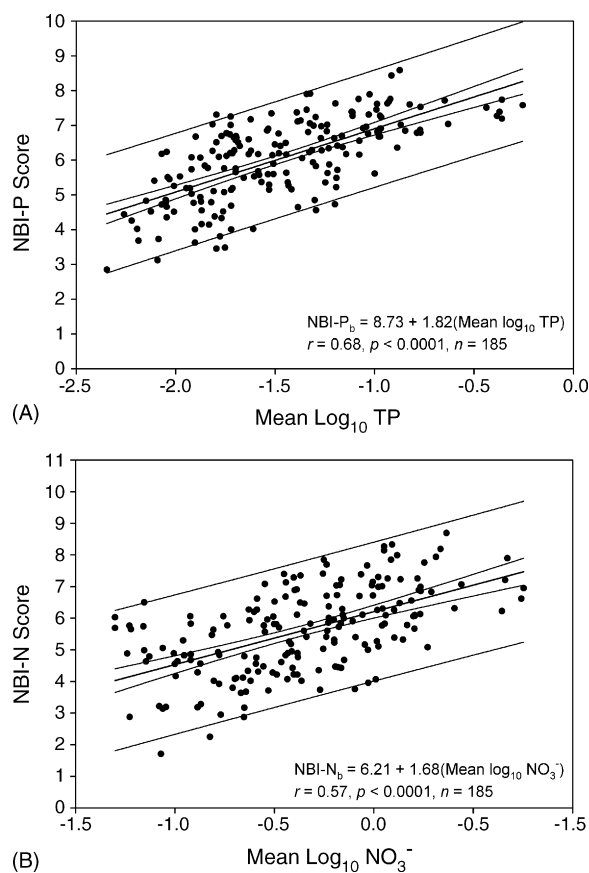 10
9
8
7
6
5
4
3
2
1
0
NBI-P Score
NBI-P_b = 8.73 + 1.82(Mean log₁₀ TP)
r = 0.68, p < 0.0001, n = 185
-2.5 -2.0 -1.5 -1.0 -0.5 0.0
(A) Mean Log₁₀ TP
11
10
9
8
7
6
5
4
3
2
1
0
NBI-N Score
NBI-N_b = 6.21 + 1.68(Mean log₁₀ NO₃⁻)
r = 0.57, p < 0.0001, n = 185
-1.5 -1.0 -0.5 0.0 -0.5 -1.5
(B) Mean Log₁₀ NO₃⁻